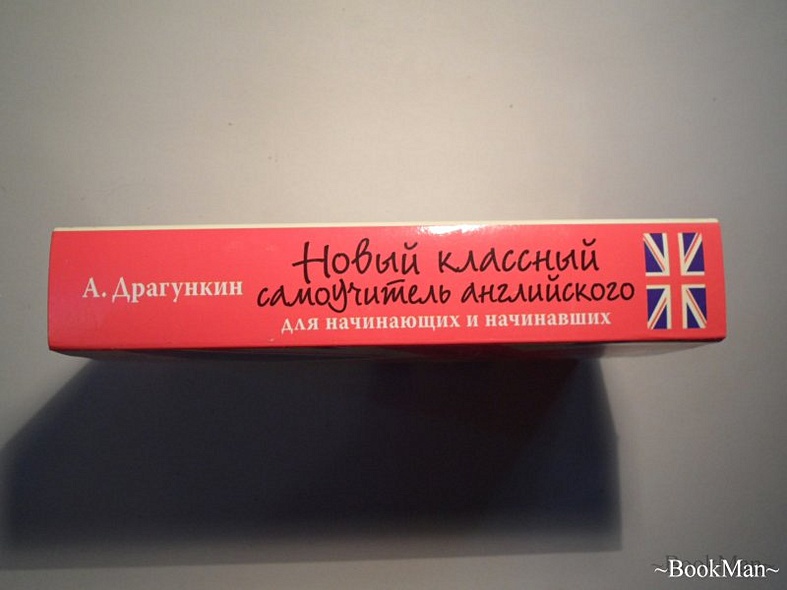 А. Драгункин
Новый классный
самоучитель английского
для начинающих и начинавших
~BookMan~